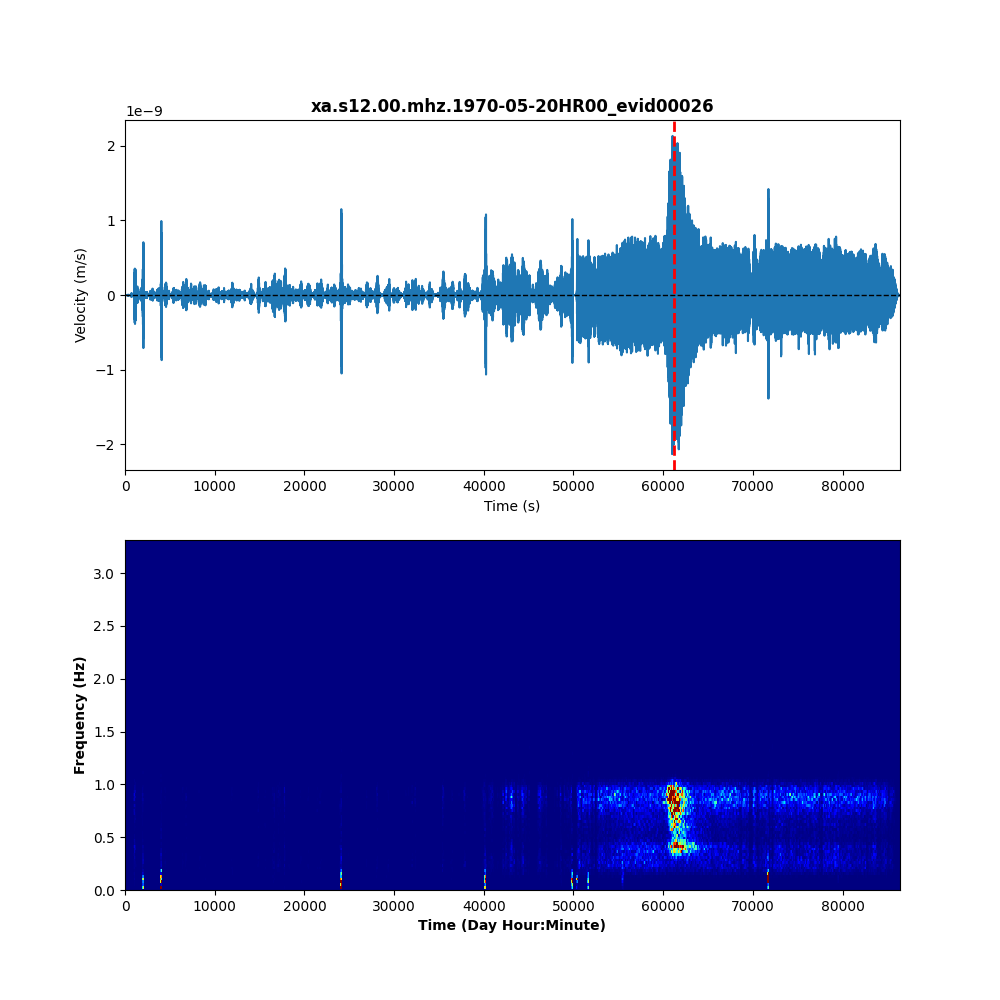 xa.s12.00.mhz.1970-05-20HR00_evid00026
1e−9
2
1
0
−1
−2
Velocity (m/s)
0 10000 20000 30000 40000 50000 60000 70000 80000
Time (s)
3.0
2.5
2.0
1.5
1.0
0.5
0.0
Frequency (Hz)
0 10000 20000 30000 40000 50000 60000 70000 80000
Time (Day Hour:Minute)